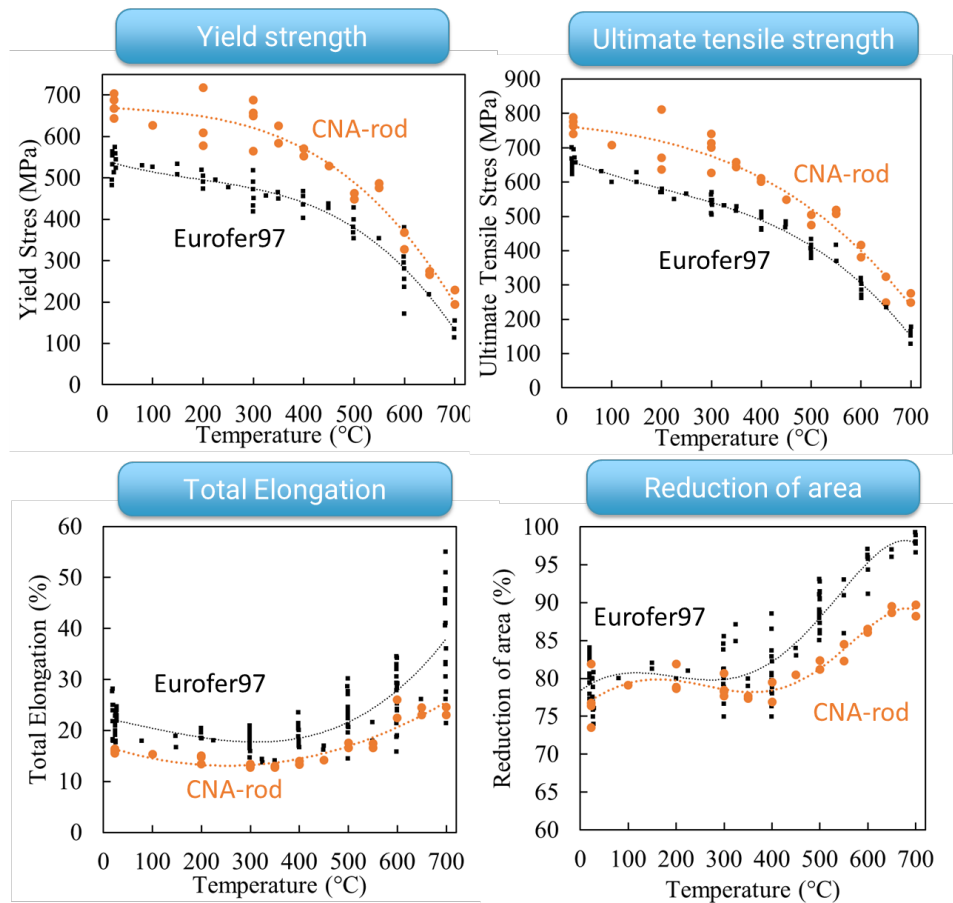 Yield strength
Ultimate tensile strength
700
600
500
400
300
200
100
0
Yield Stres (MPa)
CNA-rod
Eurofer97
0 100 200 300 400 500 600 700
Temperature (°C)
900
800
700
600
500
400
300
200
100
0
Ultimate Tensile Stres (MPa)
CNA-rod
Eurofer97
0 100 200 300 400 500 600 700
Temperature (°C)
Total Elongation
Reduction of area
60
50
40
30
20
10
0
Total Elongation (%)
Eurofer97
CNA-rod
0 100 200 300 400 500 600 700
Temperature (°C)
100
95
90
85
80
75
70
65
60
Reduction of area (%)
Eurofer97
CNA-rod
0 100 200 300 400 500 600 700
Temperature (°C)